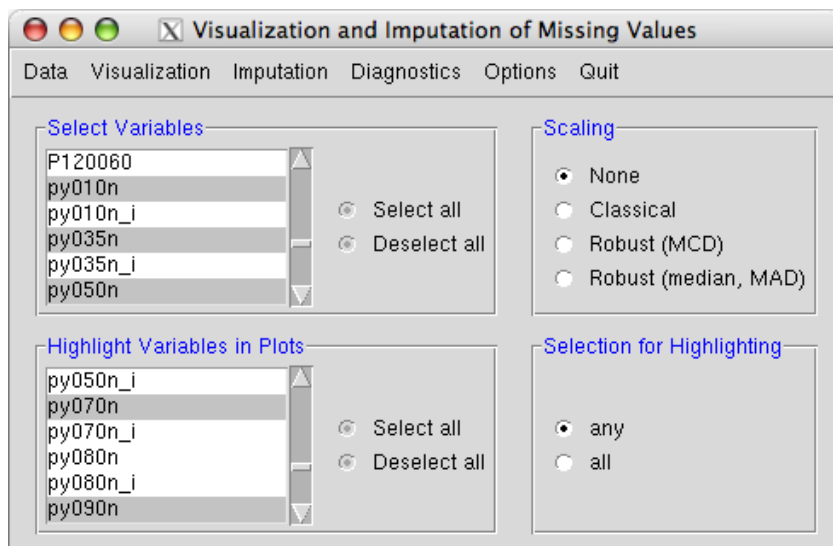 Visualization and Imputation of Missing Values
Data Visualization Imputation Diagnostics Options Quit
Select Variables
P120060
py010n
py010n_i
py035n
py035n_i
py050n
Select all
Deselect all
Scaling
None
Classical
Robust (MCD)
Robust (median, MAD)
Highlight Variables in Plots
py050n_i
py070n
py070n_i
py080n
py080n_i
py090n
Select all
Deselect all
Selection for Highlighting
any
all